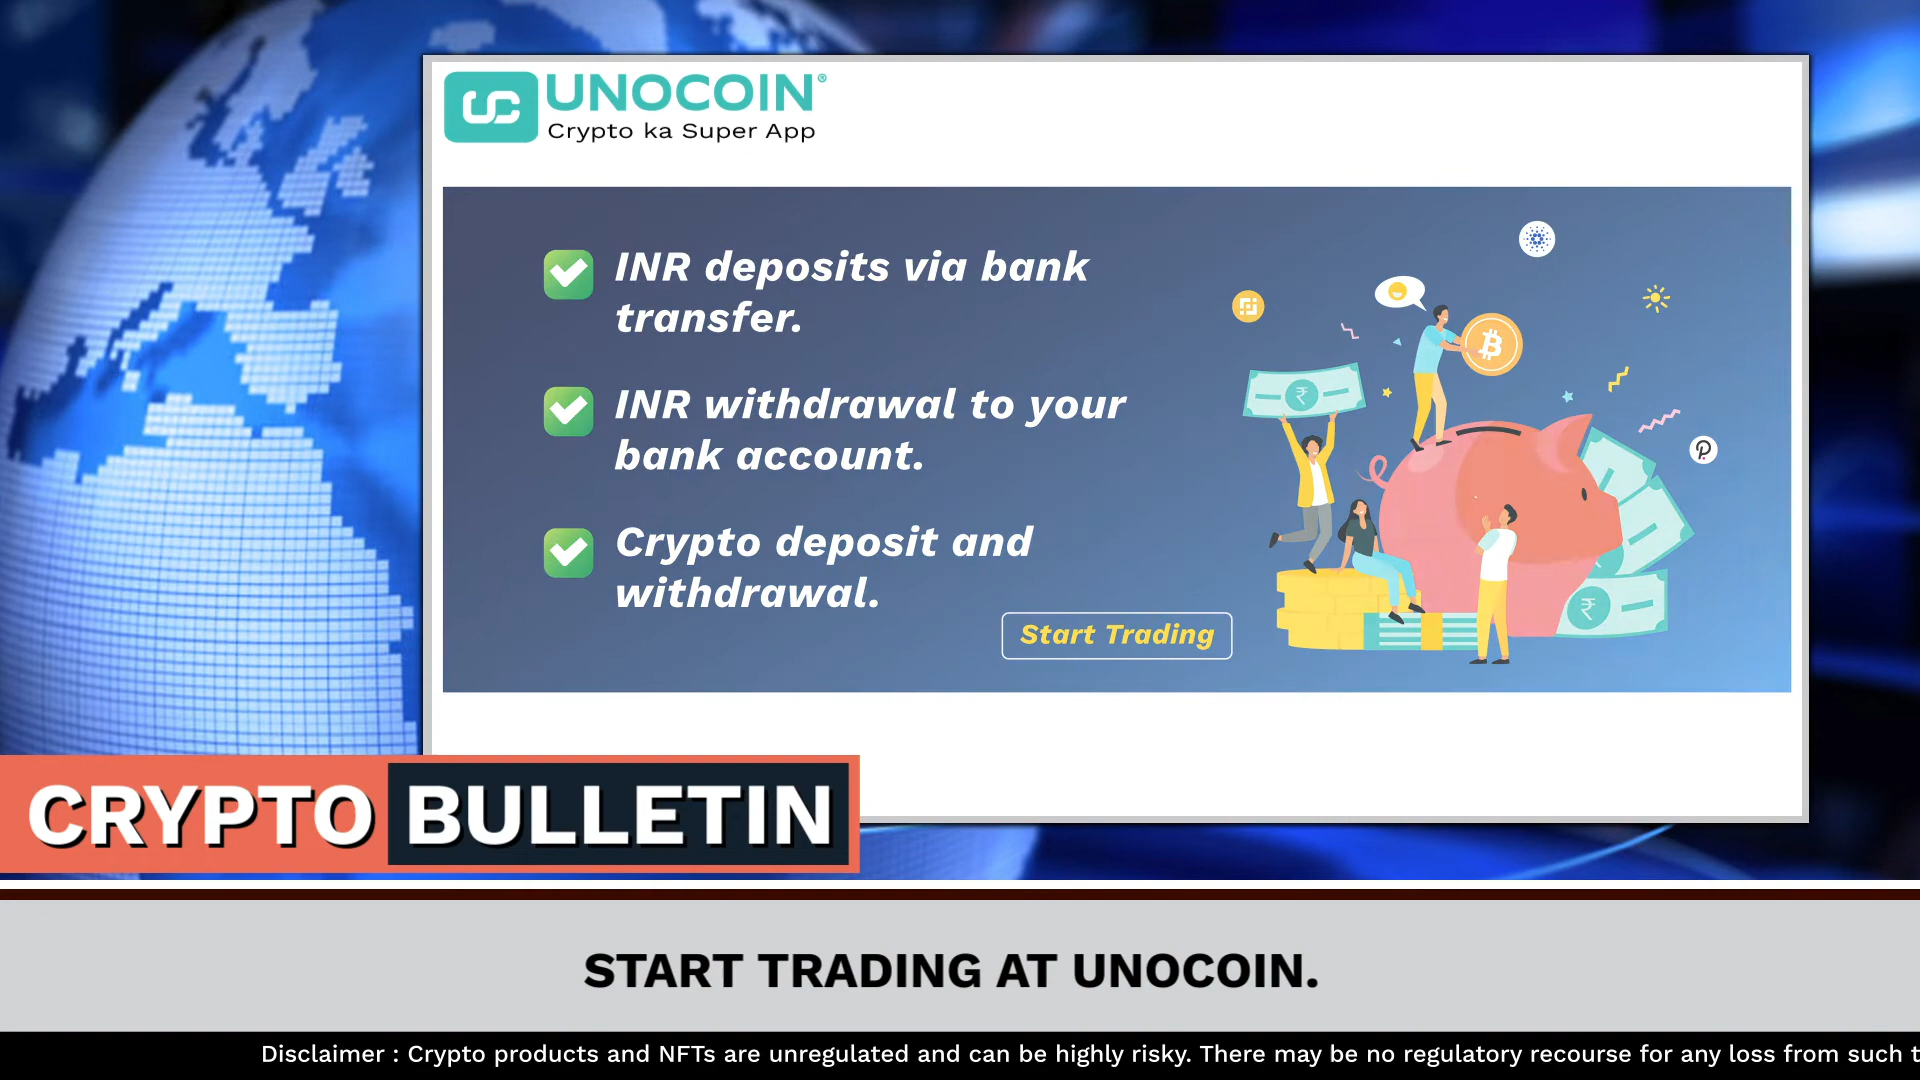 UNOCOIN®
Crypto ka Super App
INR deposits via bank
transfer.
INR withdrawal to your
bank account.
Crypto deposit and
withdrawal.
Start Trading
CRYPTO BULLETIN
START TRADING AT UNOCOIN.
Disclaimer : Crypto products and NFTs are unregulated and can be highly risky. There may be no regulatory recourse for any loss from such